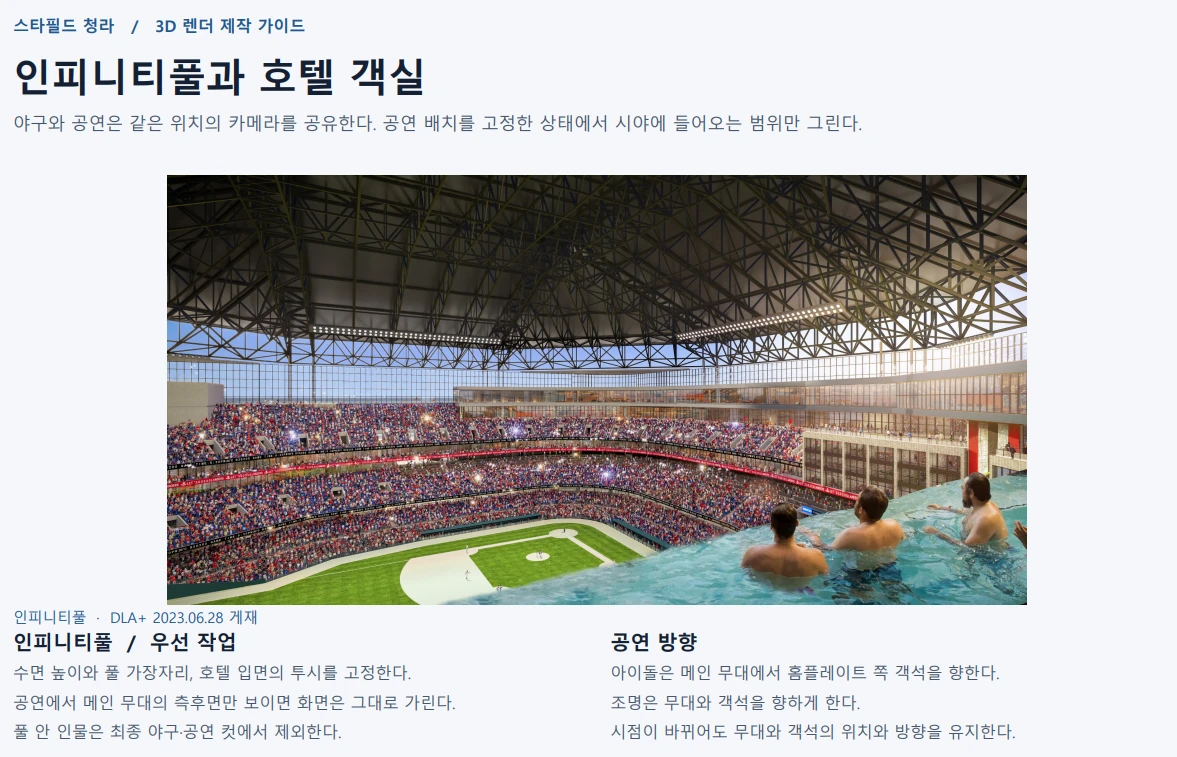 스타필드 청라 / 3D 렌더 제작 가이드
인피니티풀과 호텔 객실
야구와 공연은 같은 위치의 카메라를 공유한다. 공연 배치를 고정한 상태에서 시야에 들어오는 범위만 그린다.
인피니티풀 · DLA+ 2023.06.28 게재
인피니티풀 / 우선 작업
수면 높이와 풀 가장자리, 호텔 입면의 투시를 고정한다.
공연에서 메인 무대의 측후면만 보이면 화면은 그대로 가린다.
풀 안 인물은 최종 야구·공연 컷에서 제외한다.
공연 방향
아이돌은 메인 무대에서 홈플레이트 쪽 객석을 향한다.
조명은 무대와 객석을 향하게 한다.
시점이 바뀌어도 무대와 객석의 위치와 방향을 유지한다.